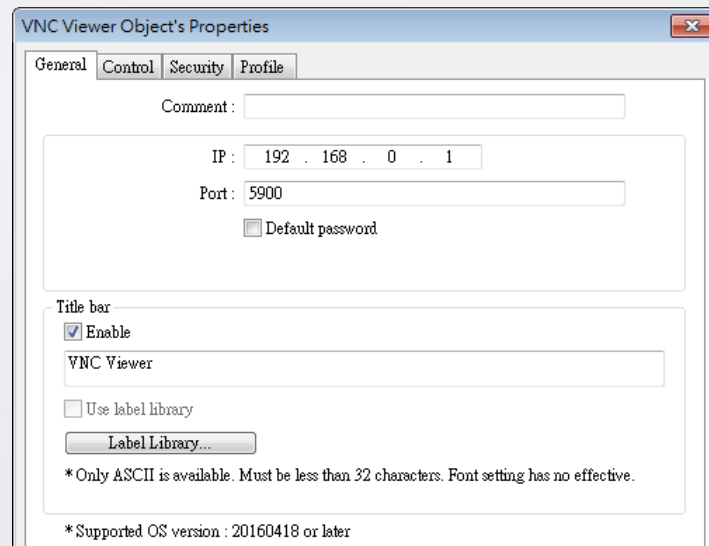 VNC Viewer Object's Properties
General Control Security Profile
Comment :
IP : 192 . 168 . 0 . 1
Port : 5900
Default password
Title bar
Enable
VNC Viewer
Use label library
Label Library...
* Only ASCII is available. Must be less than 32 characters. Font setting has no effective.
* Supported OS version : 20160418 or later